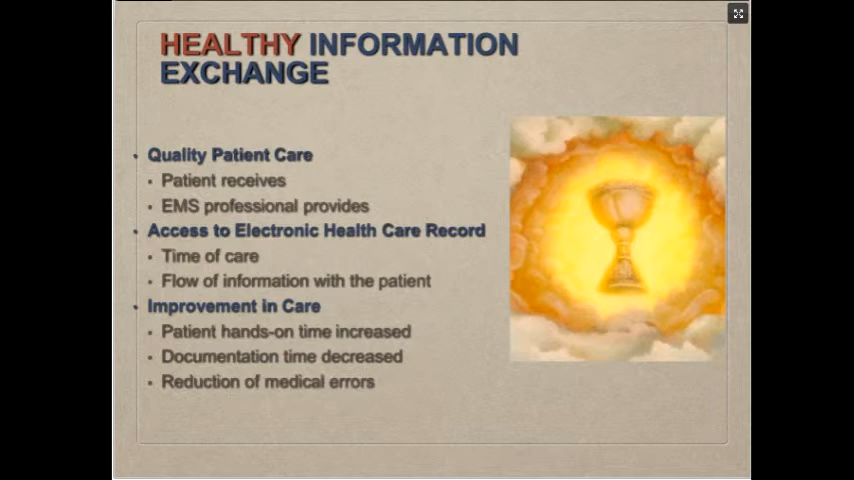 HEALTHY INFORMATION
EXCHANGE
• Quality Patient Care
• Patient receives
• EMS professional provides
• Access to Electronic Health Care Record
• Time of care
• Flow of information with the patient
• Improvement in Care
• Patient hands-on time increased
• Documentation time decreased
• Reduction of medical errors